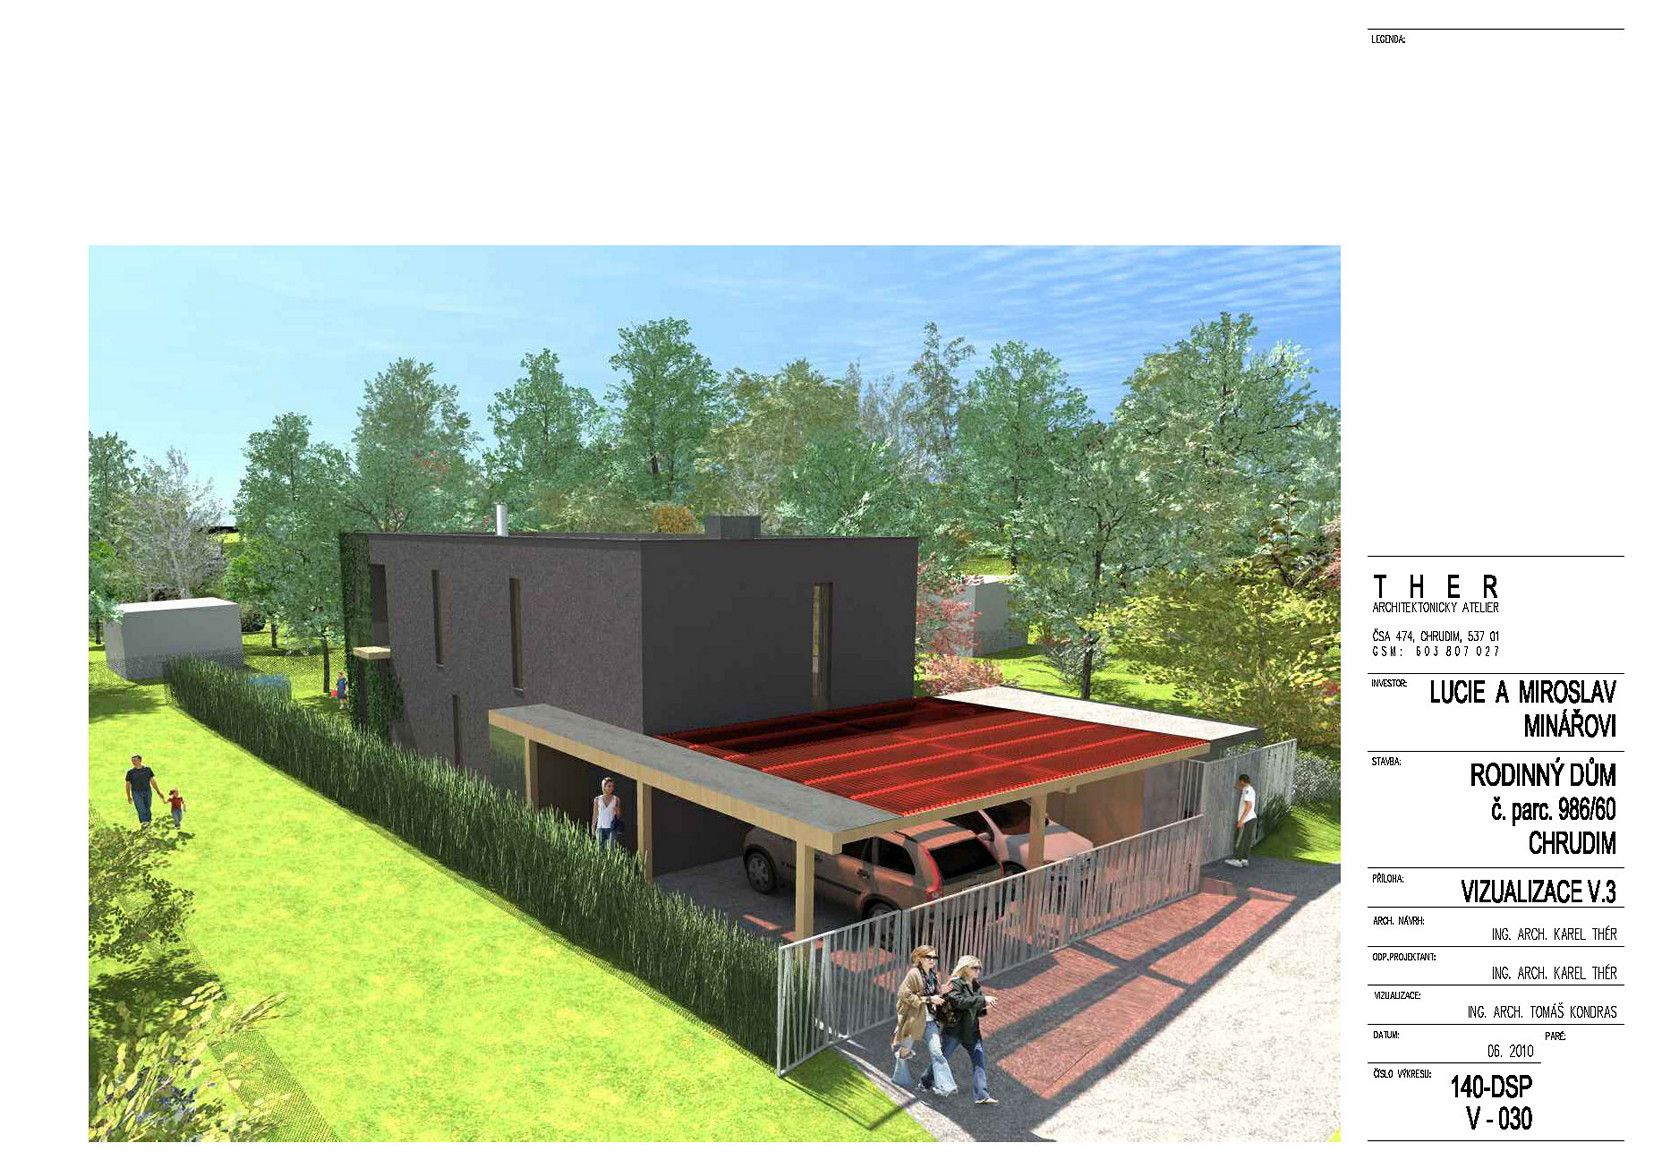 LEGENDA:
T H E R
ARCHITEKTONICKÝ ATELIER
ČSA 474, CHRUDIM, 537 01
GSM: 603 807 027
INVESTOR:
LUCIE A MIROSLAV
MINÁŘOVI
STAVBA:
RODINNÝ DŮM
č. parc. 986/60
CHRUDIM
PŘÍLOHA:
VIZUALIZACE V.3
ARCH. NÁVRH:
ING. ARCH. KAREL THÉR
ODP.PROJEKTANT:
ING. ARCH. KAREL THÉR
VIZUALIZACE:
ING. ARCH. TOMÁŠ KONDRAS
DATUM:
06. 2010
PARÉ:
ČÍSLO VÝKRESU:
140-DSP
V - 030